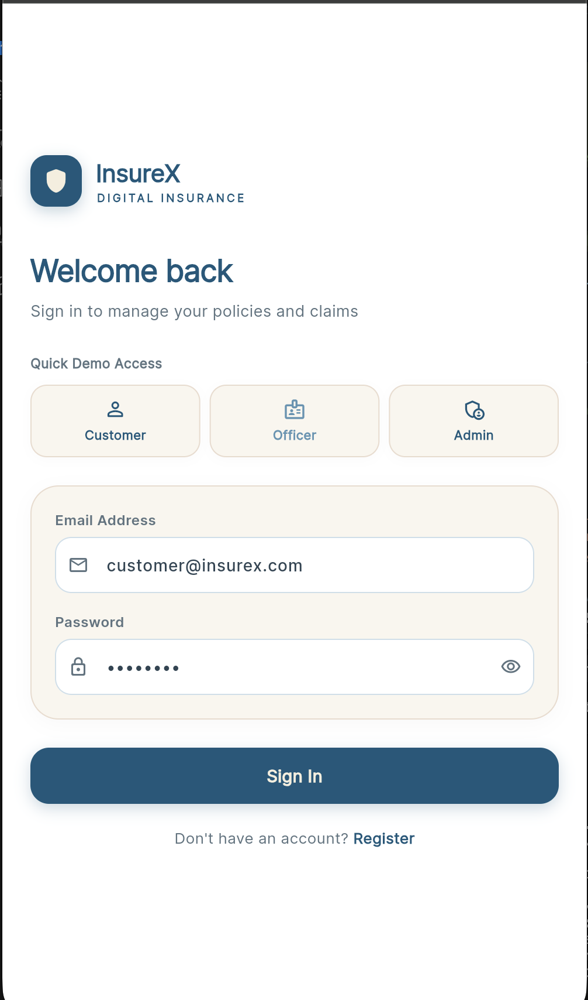 InsureX
DIGITAL INSURANCE
Welcome back
Sign in to manage your policies and claims
Quick Demo Access
Customer
Officer
Admin
Email Address
customer@insurex.com
Password
••••••••
Sign In
Don't have an account? Register